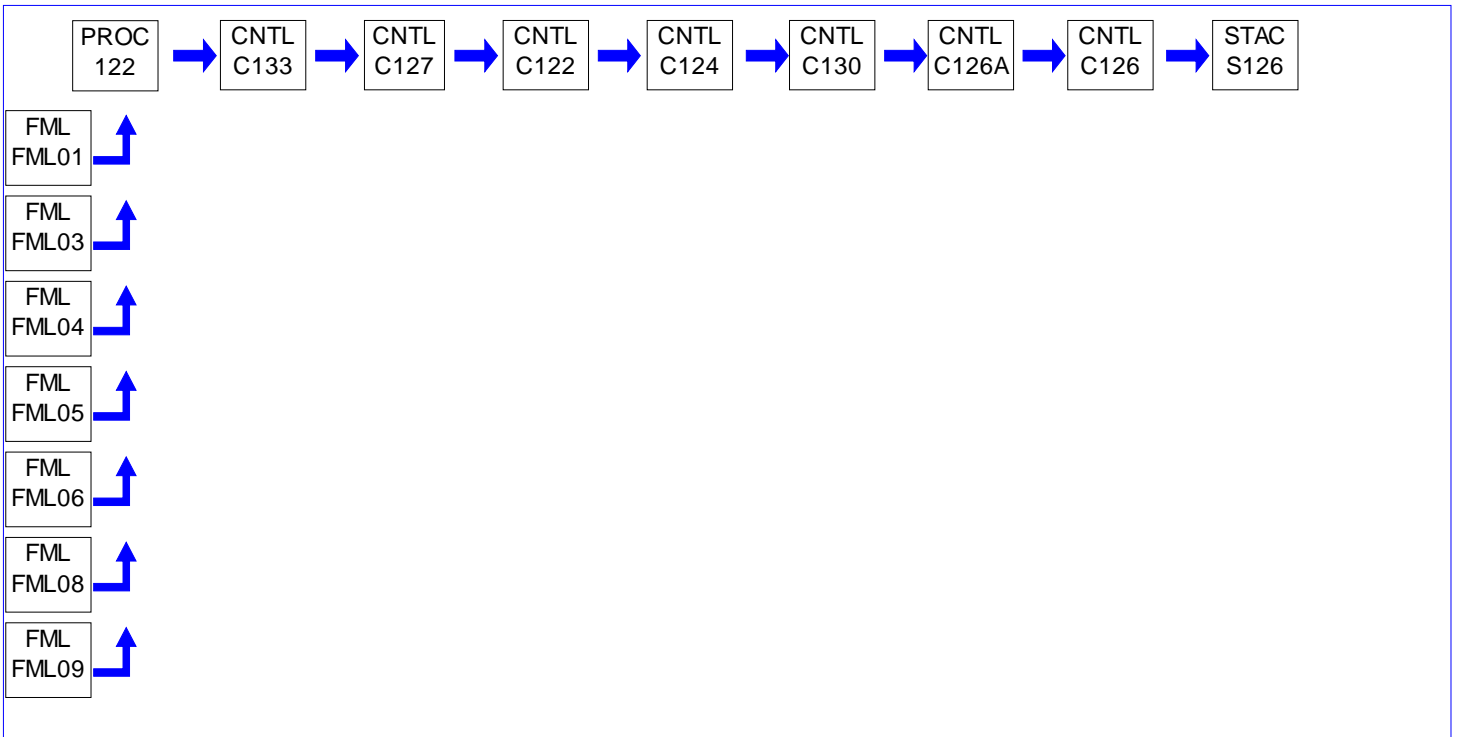 PROC CNTL CNTL CNTL CNTL CNTL CNTL CNTL STAC
122 C133 C127 C122 C124 C130 C126A C126 S126
FML
FML01
FML
FML03
FML
FML04
FML
FML05
FML
FML06
FML
FML08
FML
FML09